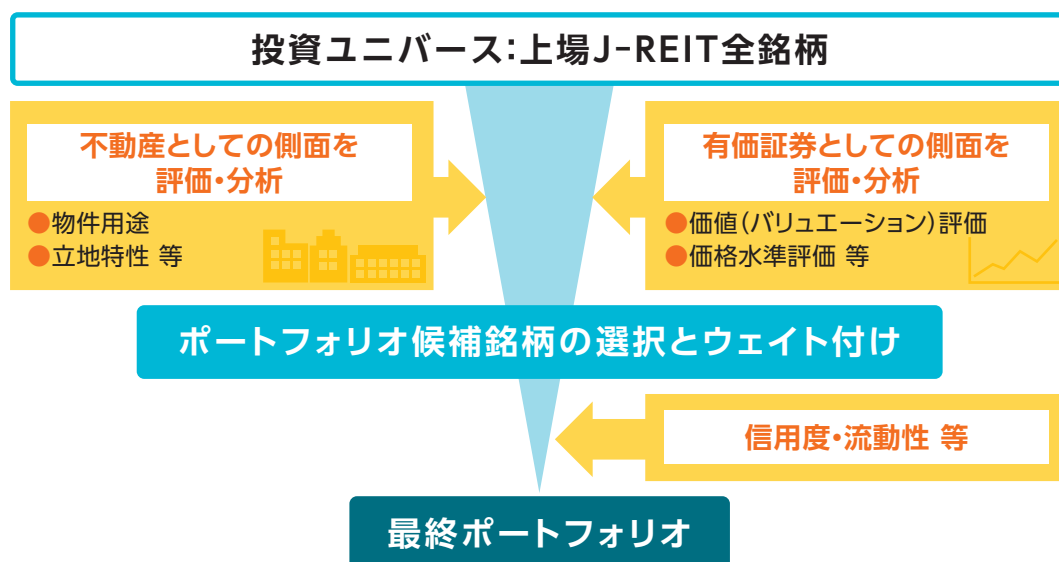 投資ユニバース:上場J-REIT全銘柄
不動産としての側面を
評価・分析
●物件用途
●立地特性 等
有価証券としての側面を
評価・分析
●価値(バリュエーション)評価
●価格水準評価 等
ポートフォリオ候補銘柄の選択とウェイト付け
信用度・流動性 等
最終ポートフォリオ